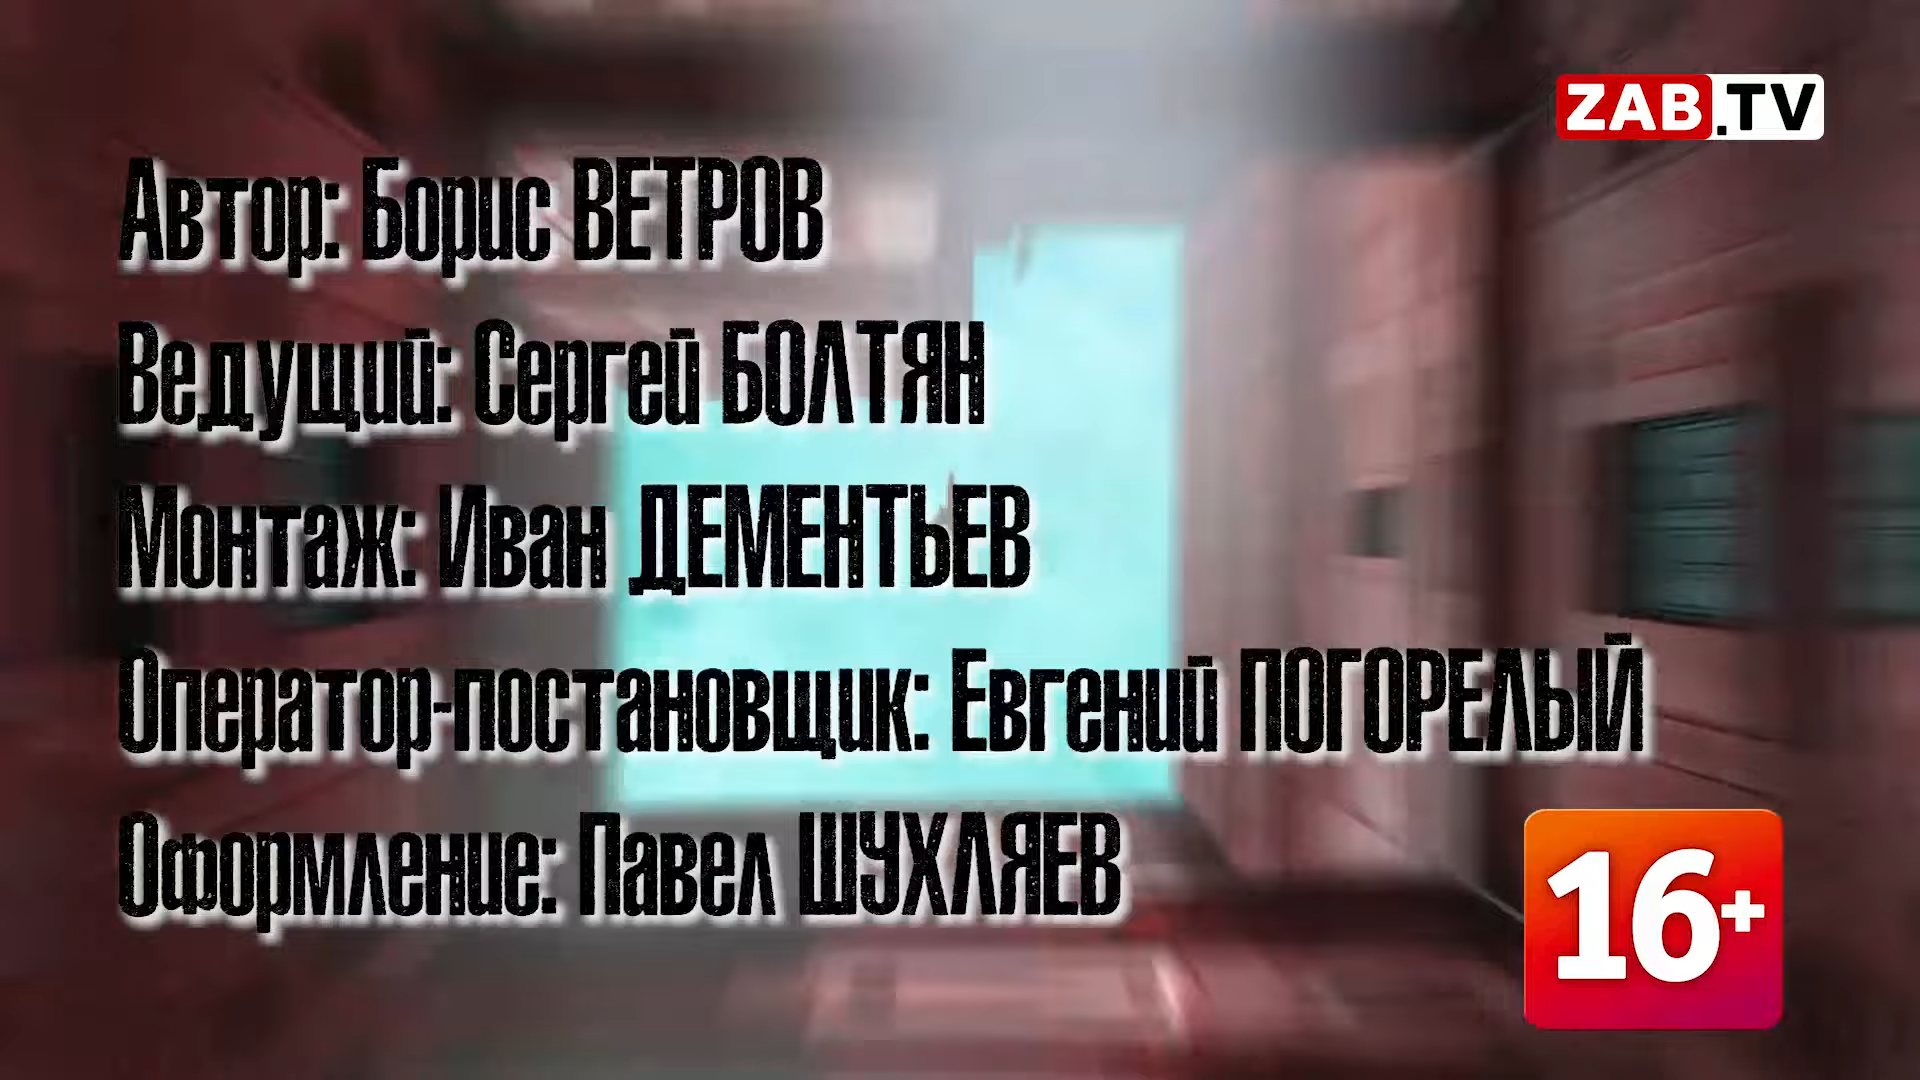 ZAB.TV
Автор: Борис ВЕТРОВ
Ведущий: Сергей БОЛТЯН
Монтаж: Иван ДЕМЕНТЬЕВ
Оператор-постановщик: Евгений ПОГОРЕЛЫЙ
Оформление: Павел ШУХЛЯЕВ
16+